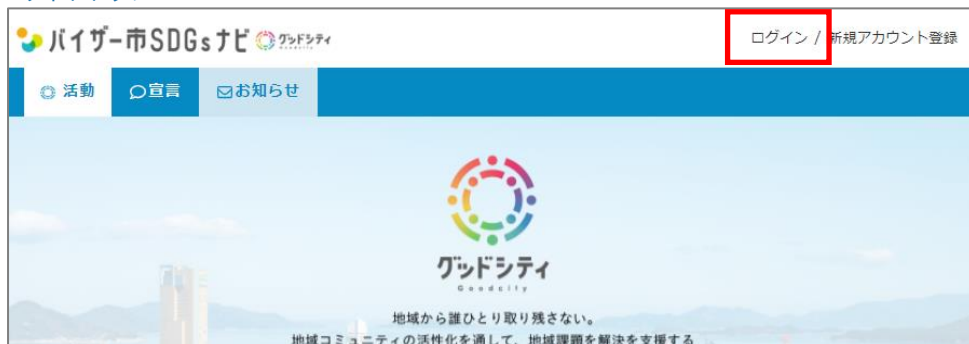 バイザー市SDGsナビ グッドシティ
ログイン / 新規アカウント登録
活動 宣言 お知らせ
グッドシティ
Goodcity
地域から誰ひとり取り残さない。
地域コミュニティの活性化を通して、地域課題を解決を支援する